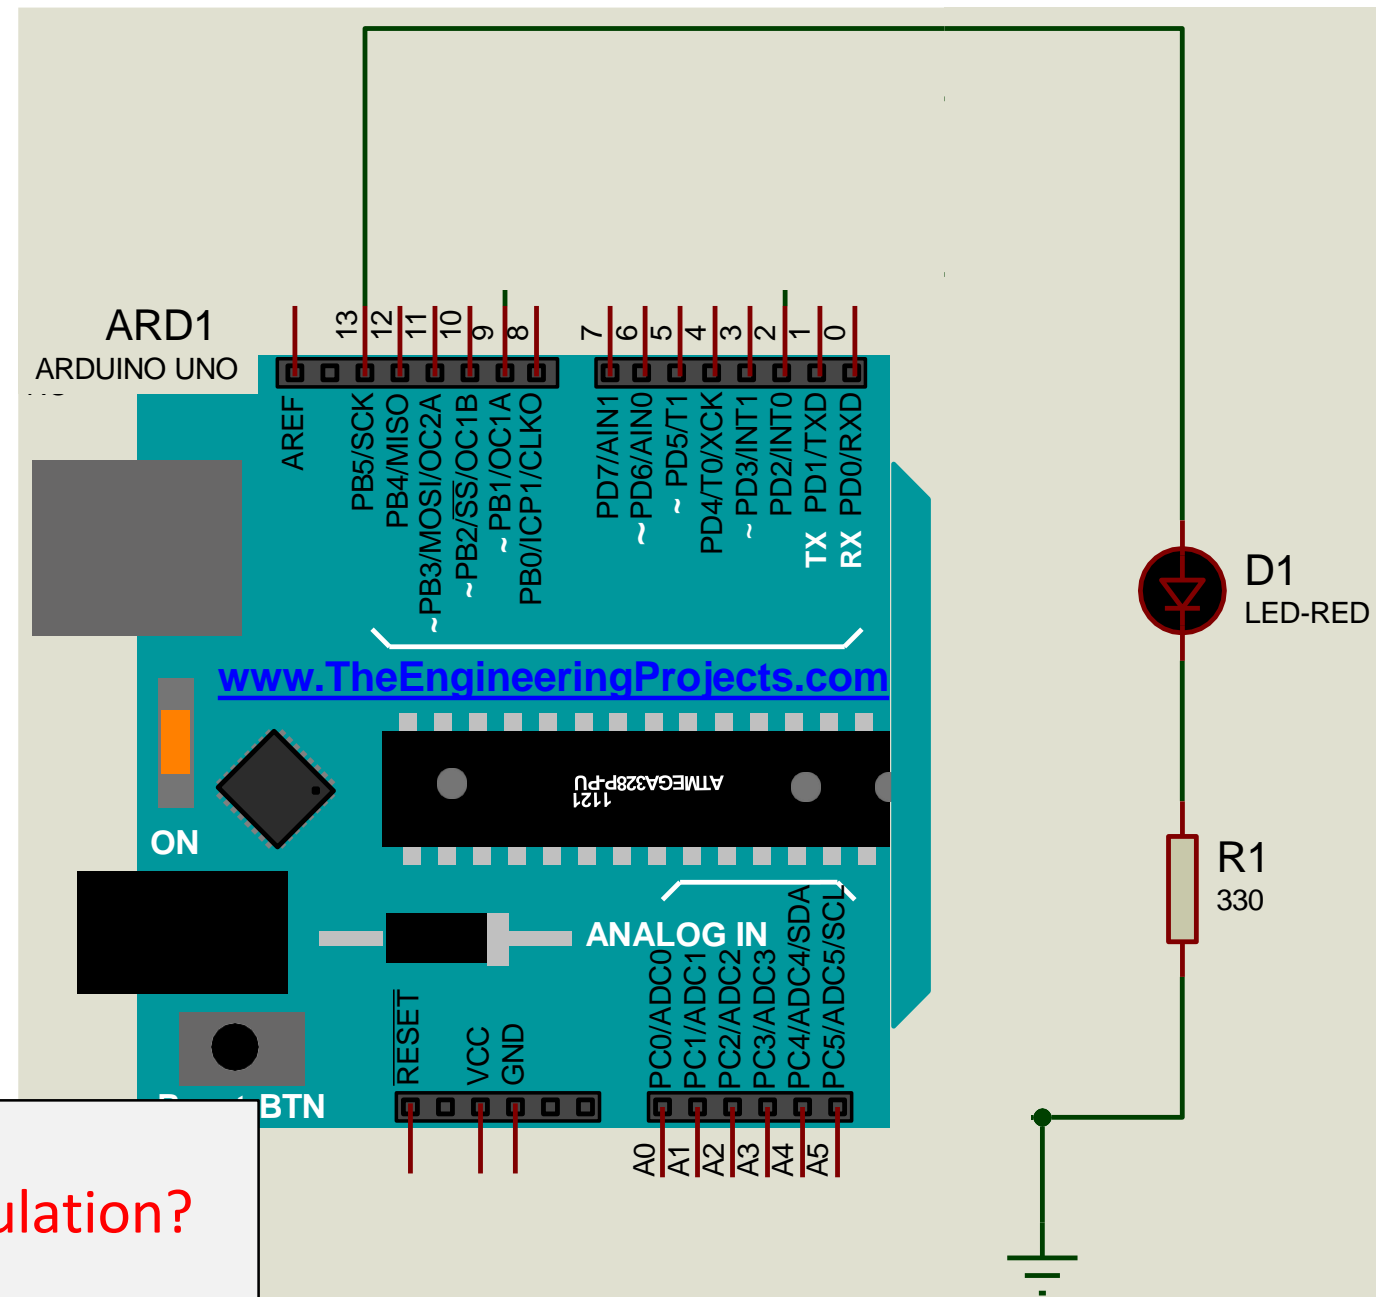 ARD1
ARDUINO UNO
13
12
11
10
9
8
7
6
5
4
3
2
1
0
AREF
PB5/SCK
PB4/MISO
~PB3/MOSI/OC2A
~PB2/SS/OC1B
~PB1/OC1A
PB0/ICP1/CLKO
PD7/AIN1
~PD6/AIN0
~PD5/T1
PD4/T0/XCK
~PD3/INT1
PD2/INT0
TX PD1/TXD
RX PD0/RXD
D1
LED-RED
www.TheEngineeringProjects.com
ATMEGA328P-PU
1121
ON
R1
330
ANALOG IN
RESET
VCC
GND
PC0/ADC0
PC1/ADC1
PC2/ADC2
PC3/ADC3
PC4/ADC4/SDA
PC5/ADC5/SCL
BTN
A0
A1
A2
A3
A4
A5
ulation?